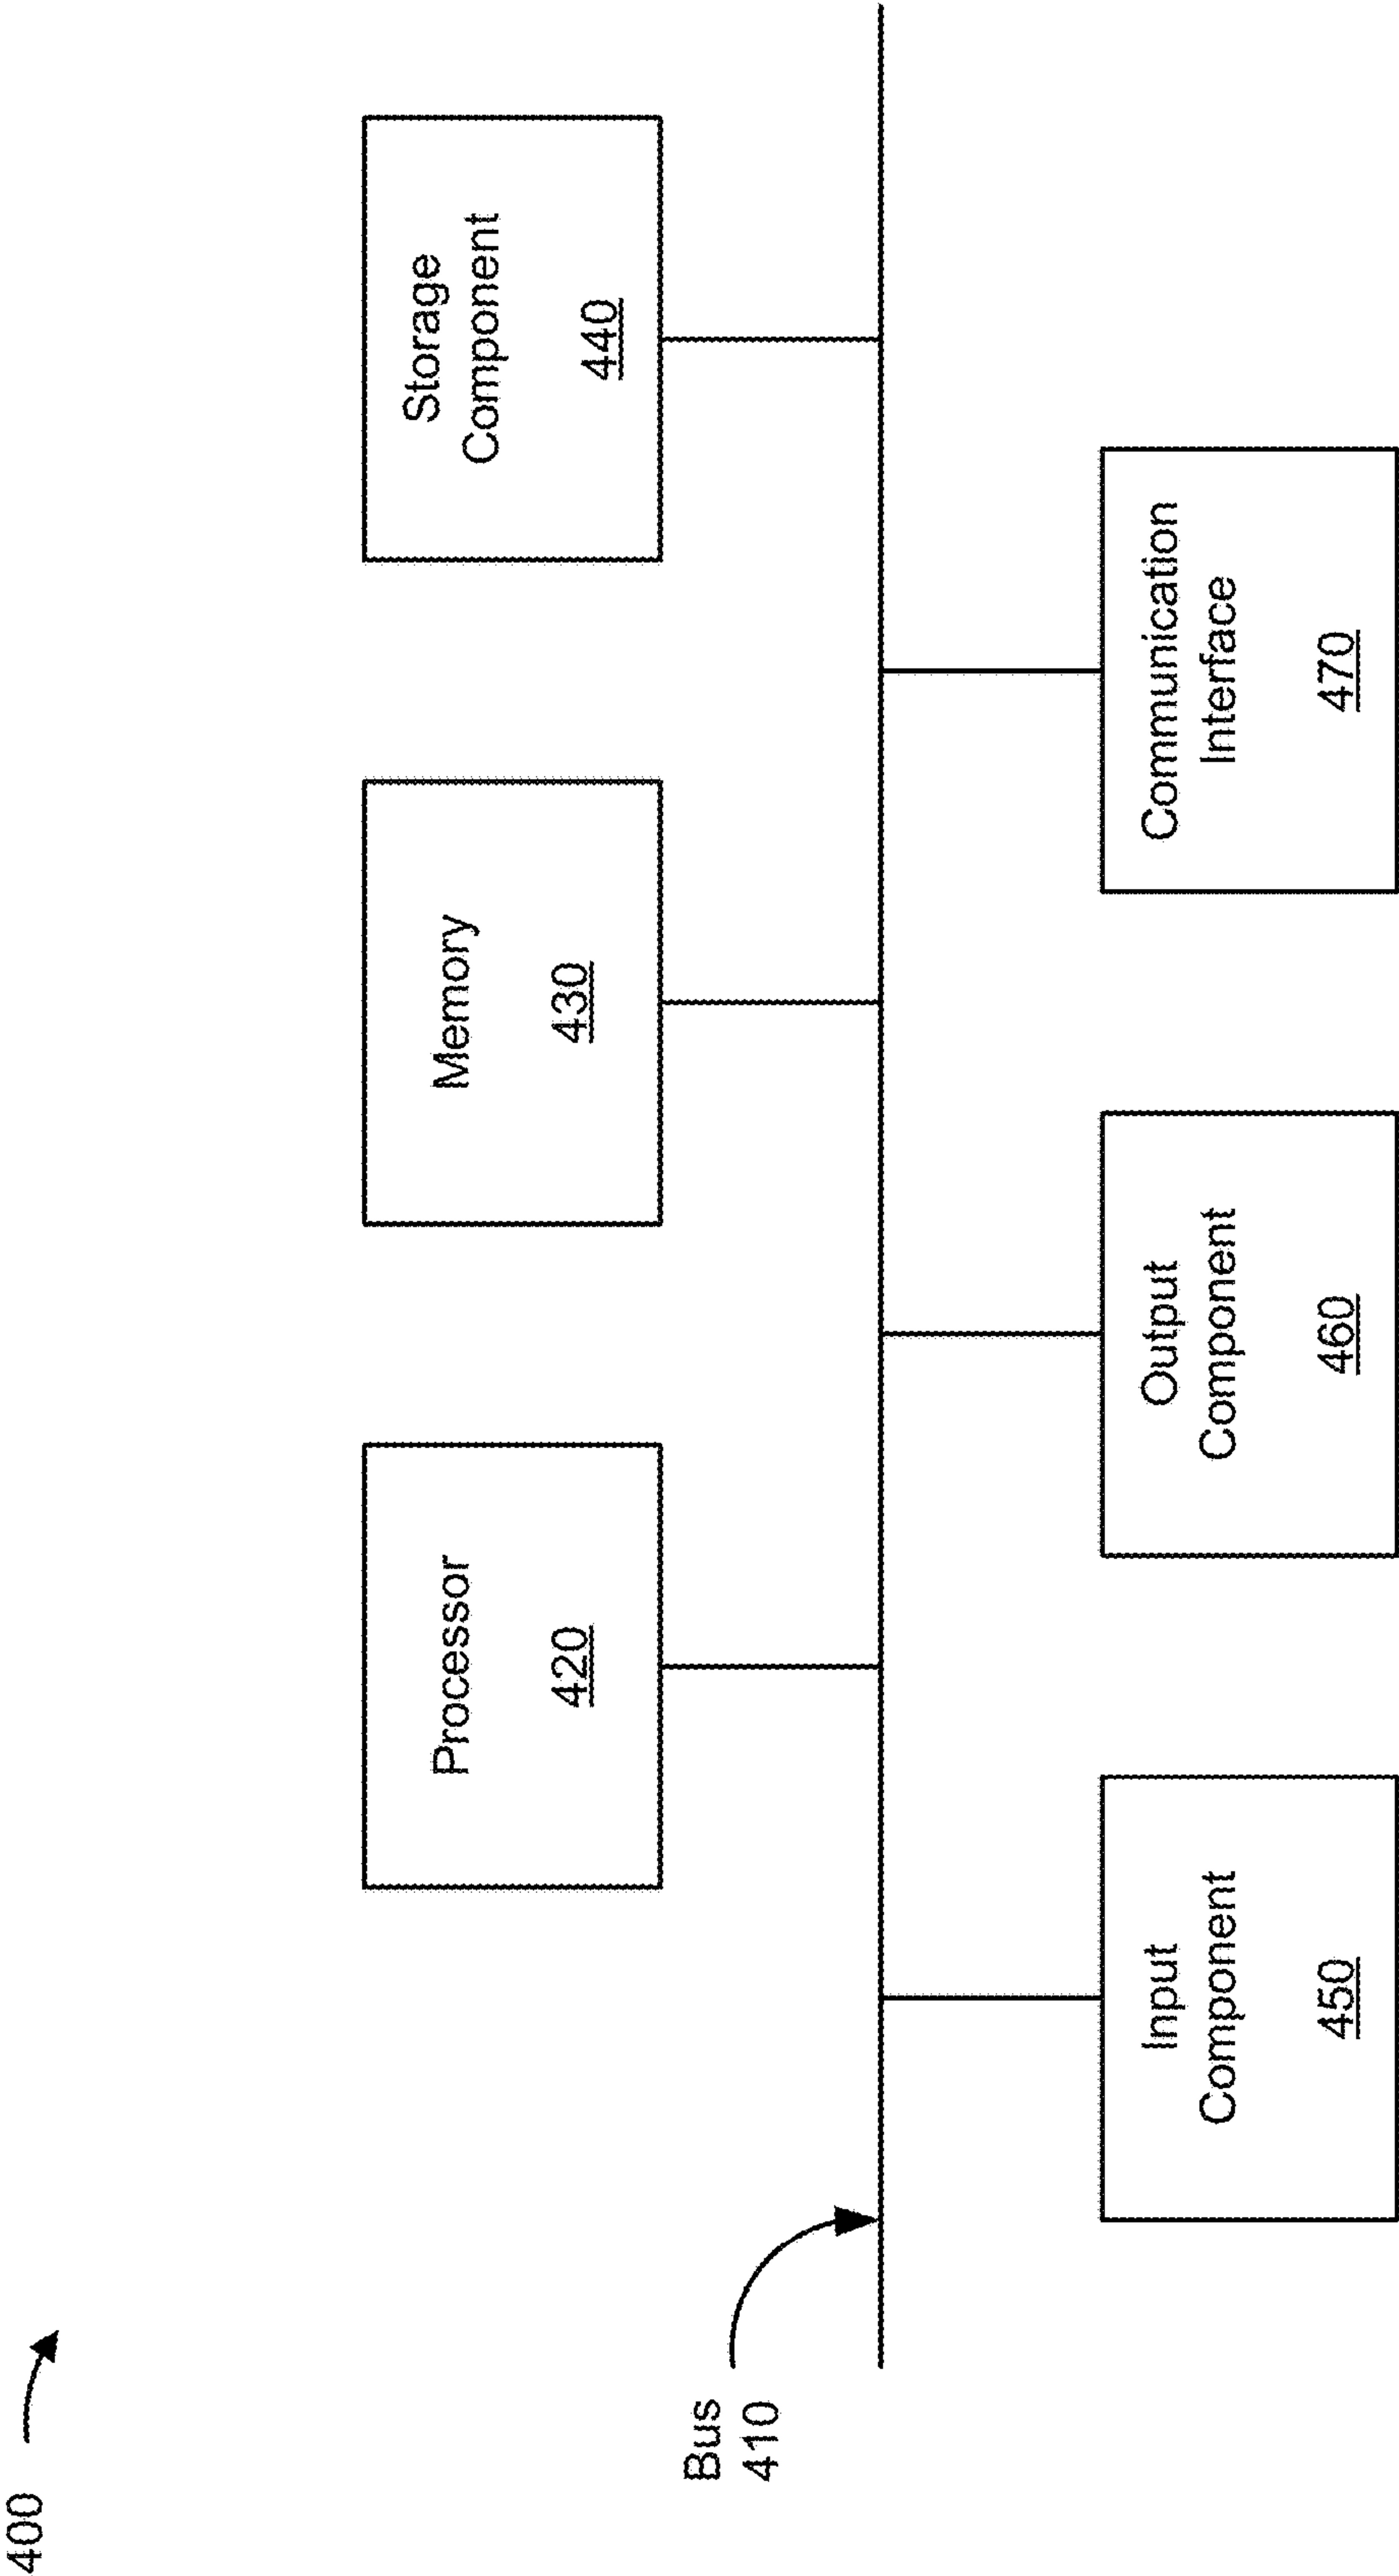 400
Processor
420
Memory
430
Storage
Component
440
Bus
410
Input
Component
450
Output
Component
460
Communication
Interface
470